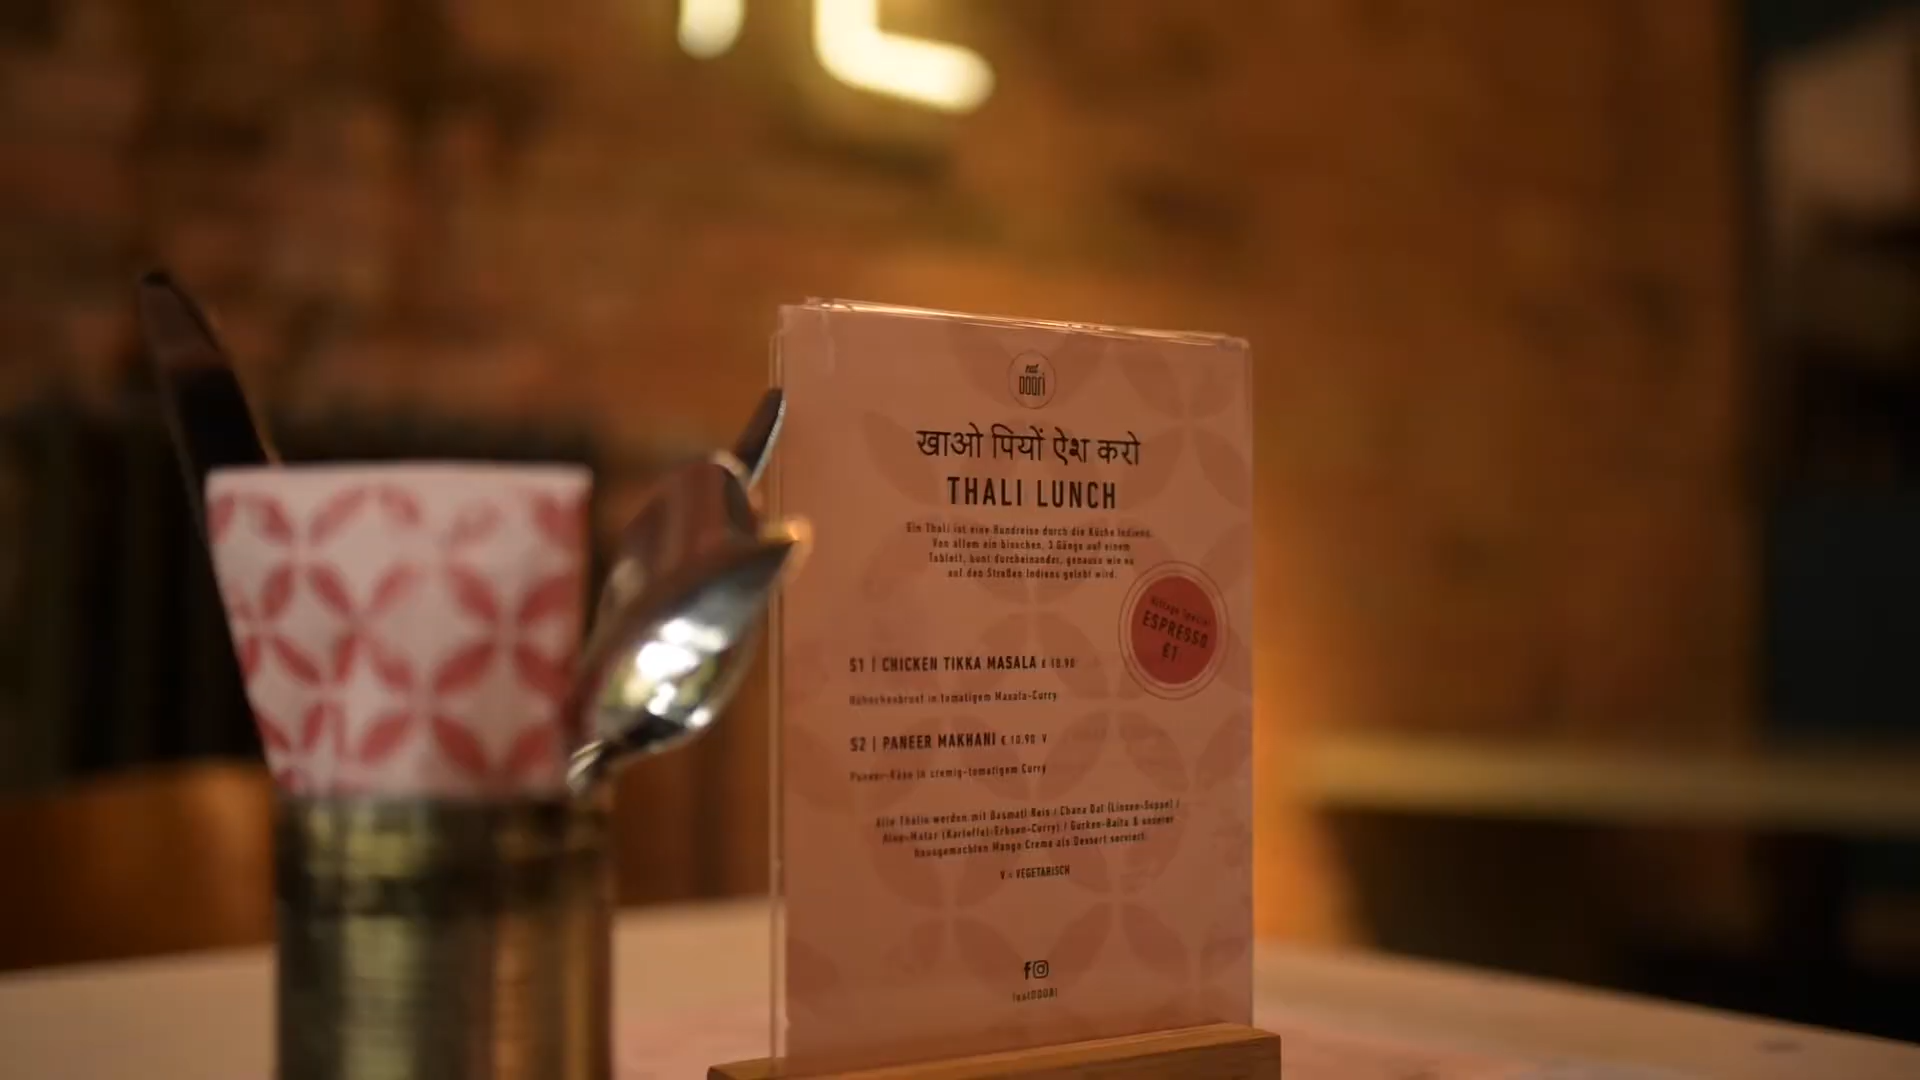 eat
DOORI
खाओ पियों ऐश करो
THALI LUNCH
Ein Thali ist eine Rundreise durch die Küche Indiens.
Von allem ein bisschen, 3 Gänge auf einem
Tablett, bunt durcheinander, genauso wie es
auf den Straßen Indiens gelebt wird.
Mittags Special
ESPRESSO
€1
S1 | CHICKEN TIKKA MASALA € 10.90
Hühnchenbrust in tomatigem Masala-Curry
S2 | PANEER MAKHANI € 10.90 V
Paneer-Käse in cremig-tomatigem Curry
Alle Thalis werden mit Basmati Reis / Chana Dal (Linsen-Suppe) /
Aloo-Matar (Kartoffel-Erbsen-Curry) / Gurken-Raita & unserer
hausgemachten Mango Creme als Dessert serviert.
V = VEGETARISCH